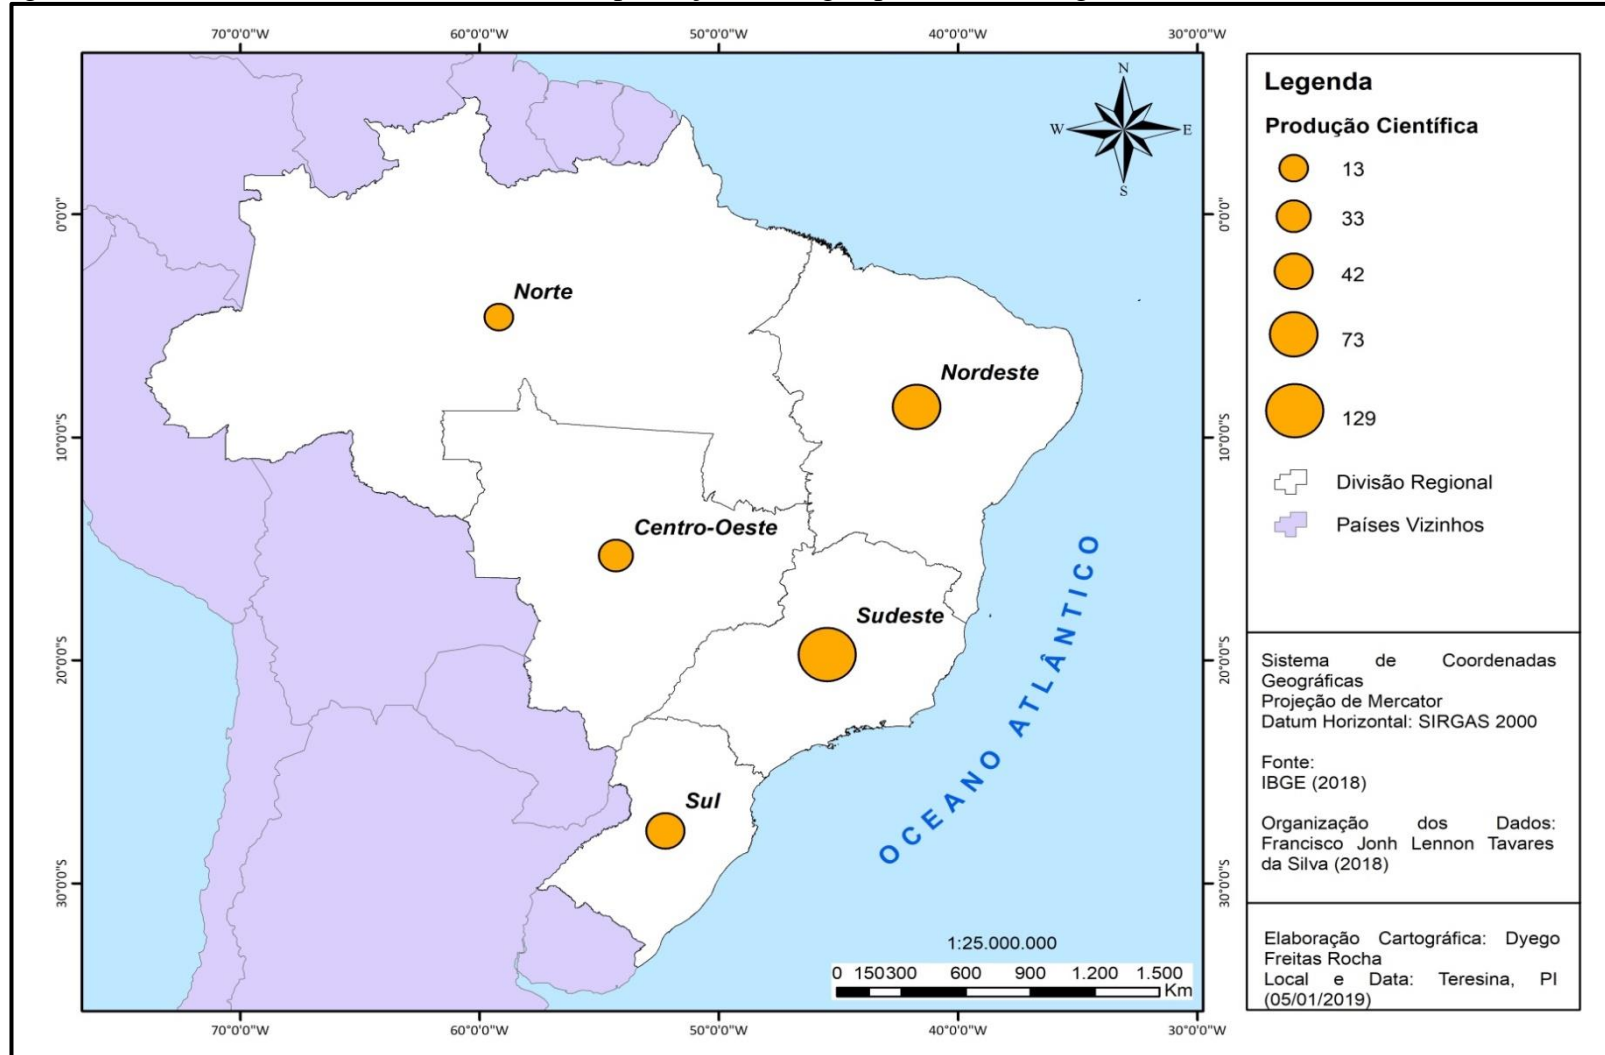 70°0'0"W
60°0'0"W
50°0'0"W
40°0'0"W
30°0'0"W
0°0'0"
10°0'0"S
20°0'0"S
30°0'0"S
N
W
E
S
Norte
Nordeste
Centro-Oeste
Sudeste
Sul
OCEANO ATLÂNTICO
1:25.000.000
0 150 300 600 900 1.200 1.500
Km
0°0'0"
10°0'0"S
20°0'0"S
30°0'0"S
70°0'0"W
60°0'0"W
50°0'0"W
40°0'0"W
30°0'0"W
Legenda
Produção Científica
13
33
42
73
129
Divisão Regional
Países Vizinhos
Sistema de Coordenadas
Geográficas
Projeção de Mercator
Datum Horizontal: SIRGAS 2000
Fonte:
IBGE (2018)
Organização dos Dados:
Francisco Jonh Lennon Tavares
da Silva (2018)
Elaboração Cartográfica: Dyego
Freitas Rocha
Local e Data: Teresina, PI
(05/01/2019)